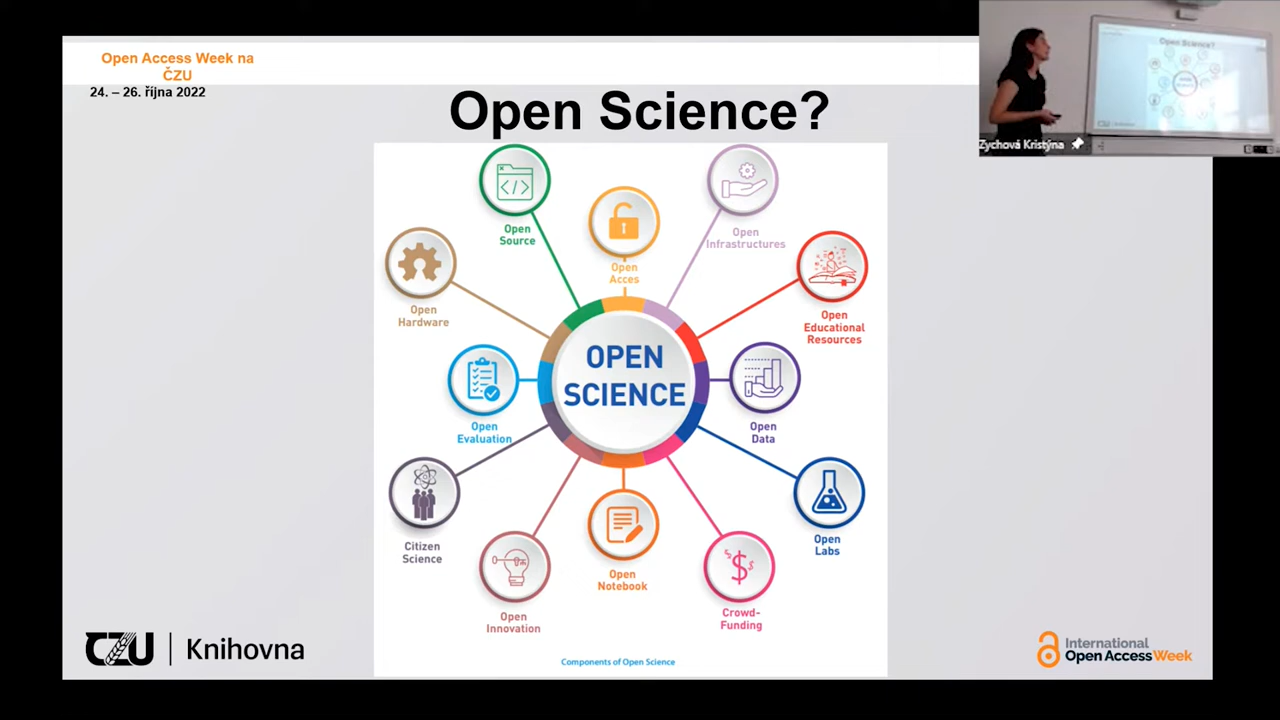 Open Access Week na
ČZU
24. – 26. října 2022
Open Science?
Open Science?
Zychová Kristýna
Open
Source
Open
Acces
Open
Infrastructures
Open
Hardware
Open
Educational
Resources
OPEN
SCIENCE
Open
Evaluation
Open
Data
Citizen
Science
Open
Labs
Open
Innovation
Open
Notebook
Crowd-
Funding
Components of Open Science
ČZU
Knihovna
International
Open Access Week